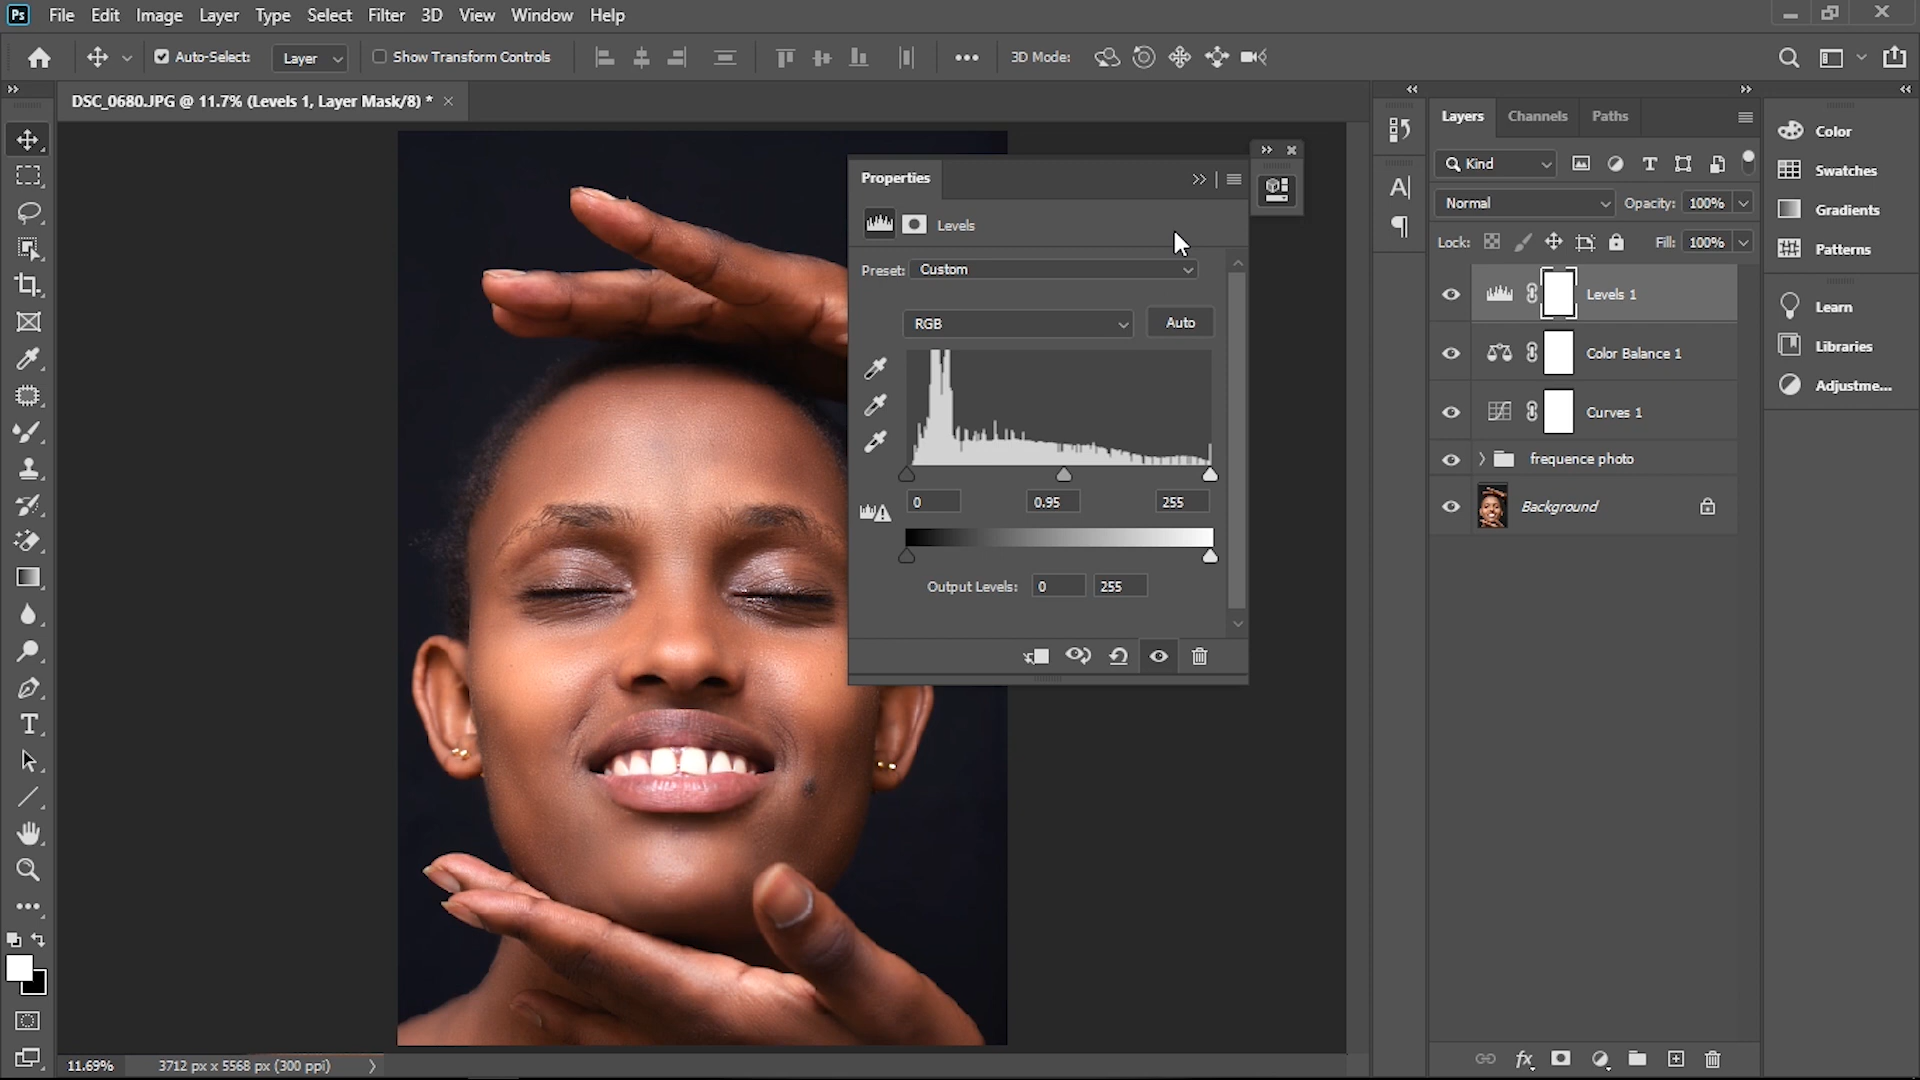 Ps File Edit Image Layer Type Select Filter 3D View Window Help
Auto-Select: Layer Show Transform Controls 3D Mode:
DSC_0680.JPG @ 11.7% (Levels 1, Layer Mask/8) *
Properties
Levels
Preset: Custom
RGB Auto
0 0.95 255
Output Levels: 0 255
Layers Channels Paths
Kind
Normal Opacity: 100%
Lock: Fill: 100%
Levels 1
Color Balance 1
Curves 1
frequence photo
Background
Color
Swatches
Gradients
Patterns
Learn
Libraries
Adjustme...
11.69% 3712 px x 5568 px (300 ppi)